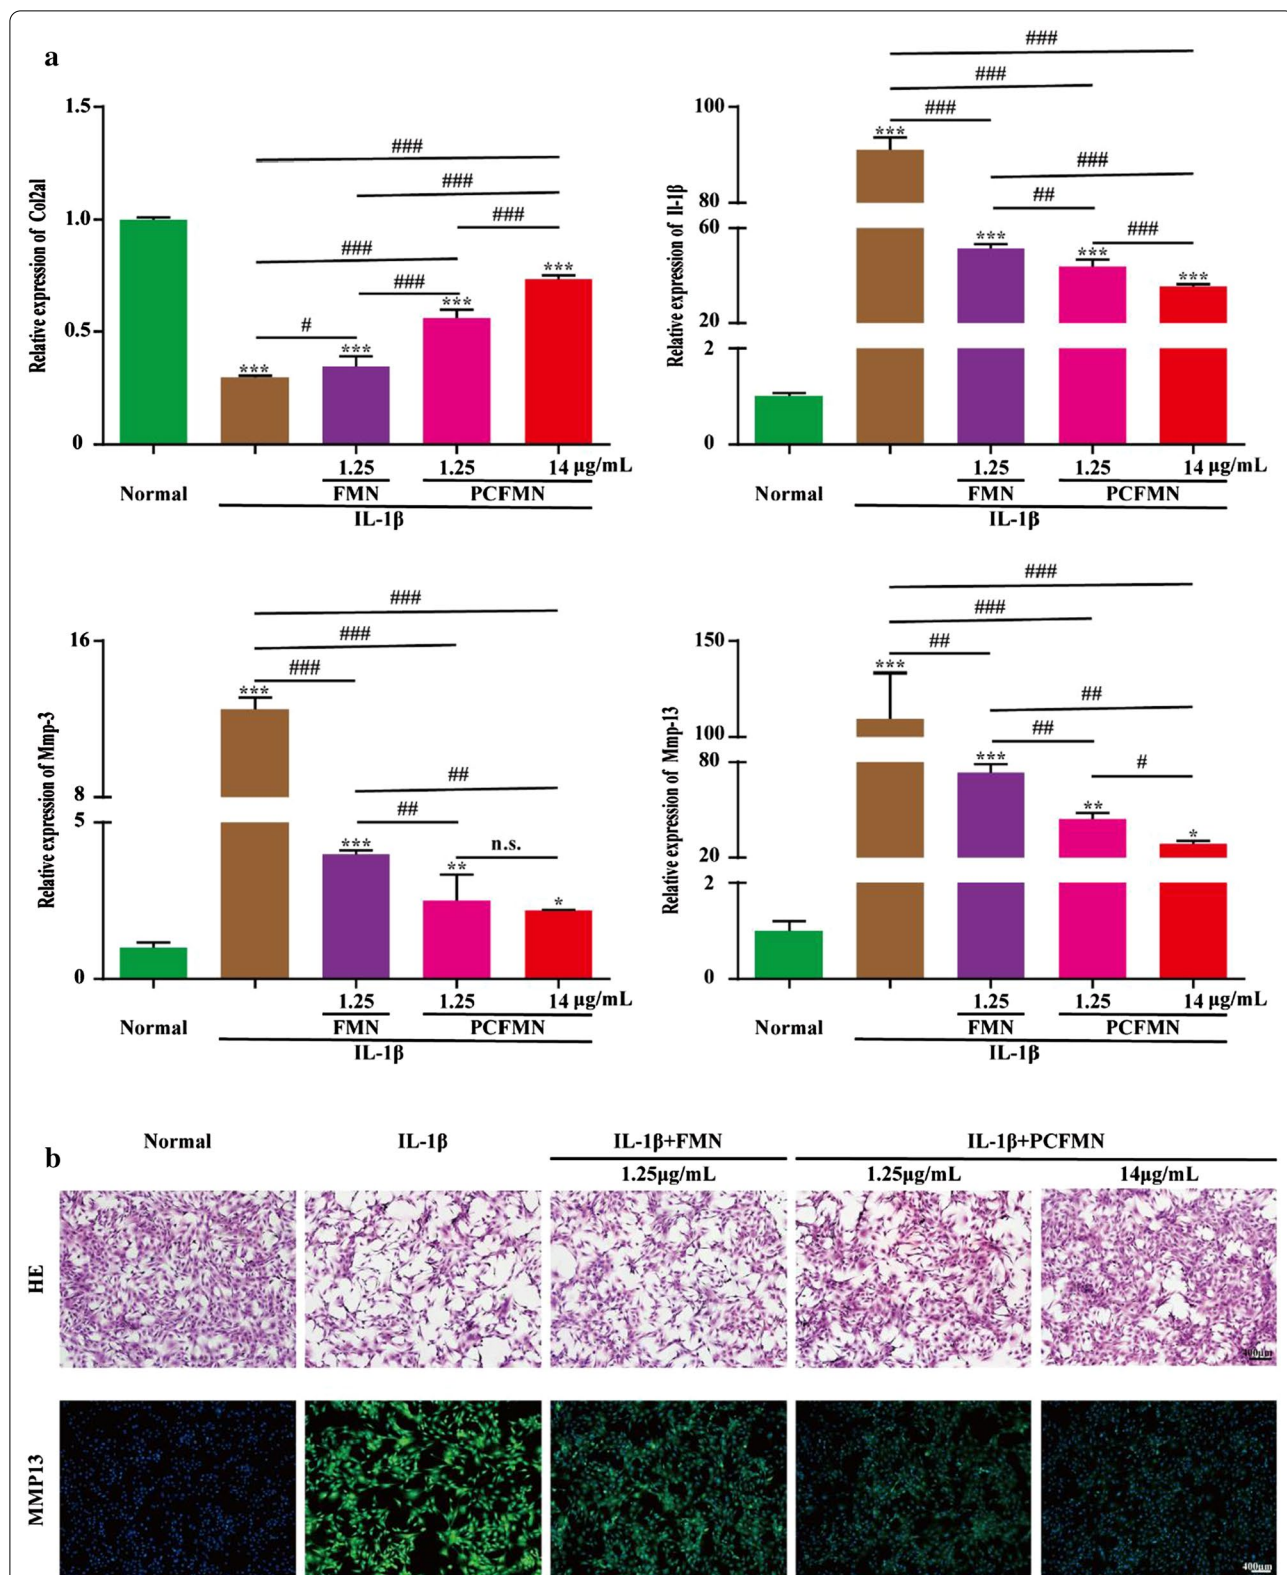 a
Relative expression of Col2al
1.5
1.0
0.5
0
###
###
###
###
###
#
***
***
***
***
1.25
1.25
14 μg/mL
Normal
FMN
PCFMN
IL-1β
Relative expression of Il-1β
100
80
60
20
2
0
###
###
###
###
##
###
***
***
***
***
1.25
1.25
14 μg/mL
Normal
FMN
PCFMN
IL-1β
Relative expression of Mmp-3
16
8
5
0
###
###
###
##
##
n.s.
***
***
**
*
1.25
1.25
14 μg/mL
Normal
FMN
PCFMN
IL-1β
Relative expression of Mmp-13
150
100
80
20
2
0
###
###
##
##
##
#
***
***
**
*
1.25
1.25
14 μg/mL
Normal
FMN
PCFMN
IL-1β
b
Normal
IL-1β
IL-1β+FMN
IL-1β+PCFMN
1.25μg/mL
1.25μg/mL
14μg/mL
HE
400μm
MMP13
400μm